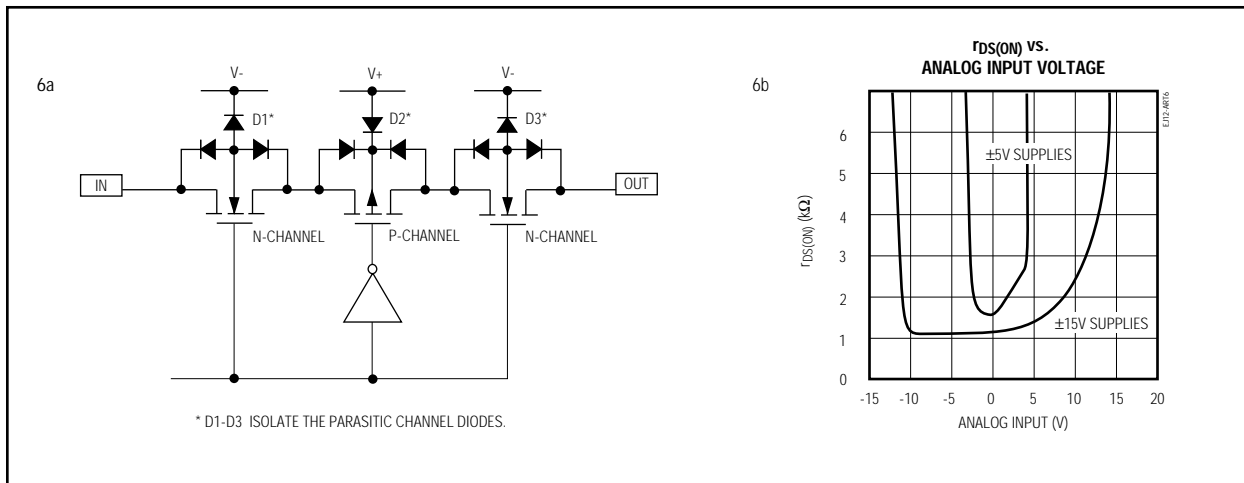 6a
V-
V+
V-
D1*
D2*
D3*
IN
OUT
N-CHANNEL
P-CHANNEL
N-CHANNEL
* D1-D3 ISOLATE THE PARASITIC CHANNEL DIODES.
6b
rDS(ON) vs.
ANALOG INPUT VOLTAGE
EJ12-ART6
rDS(ON) (kΩ)
6
5
4
3
2
1
0
±5V SUPPLIES
±15V SUPPLIES
-15 -10 -5 0 5 10 15 20
ANALOG INPUT (V)